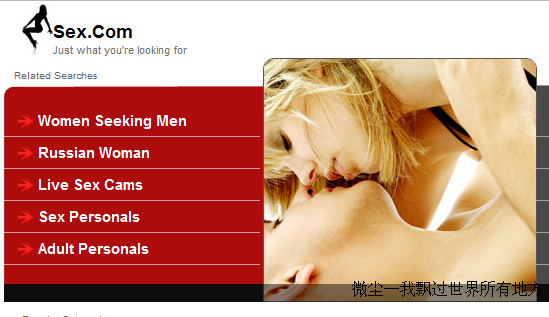 Sex.Com
Just what you're looking for
Related Searches
Women Seeking Men
Russian Woman
Live Sex Cams
Sex Personals
Adult Personals
微尘一我飘过世界所有地方